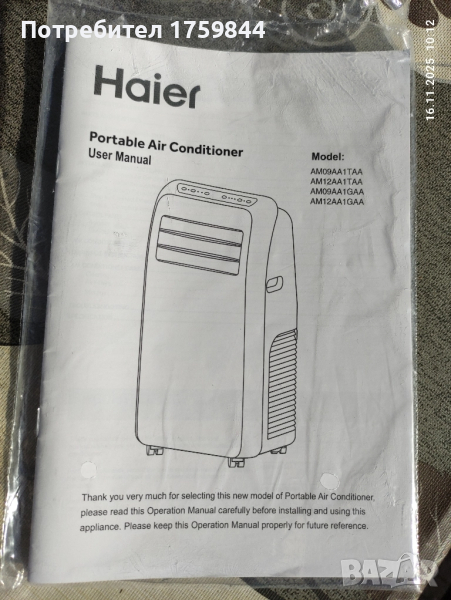 Потребител 1759844
16.11.2025 10:12
Haier
Portable Air Conditioner
User Manual
Model:
AM09AA1TAA
AM12AA1TAA
AM09AA1GAA
AM12AA1GAA
Thank you very much for selecting this new model of Portable Air Conditioner,
please read this Operation Manual carefully before installing and using this
appliance. Please keep this Operation Manual properly for future reference.
BAZAR